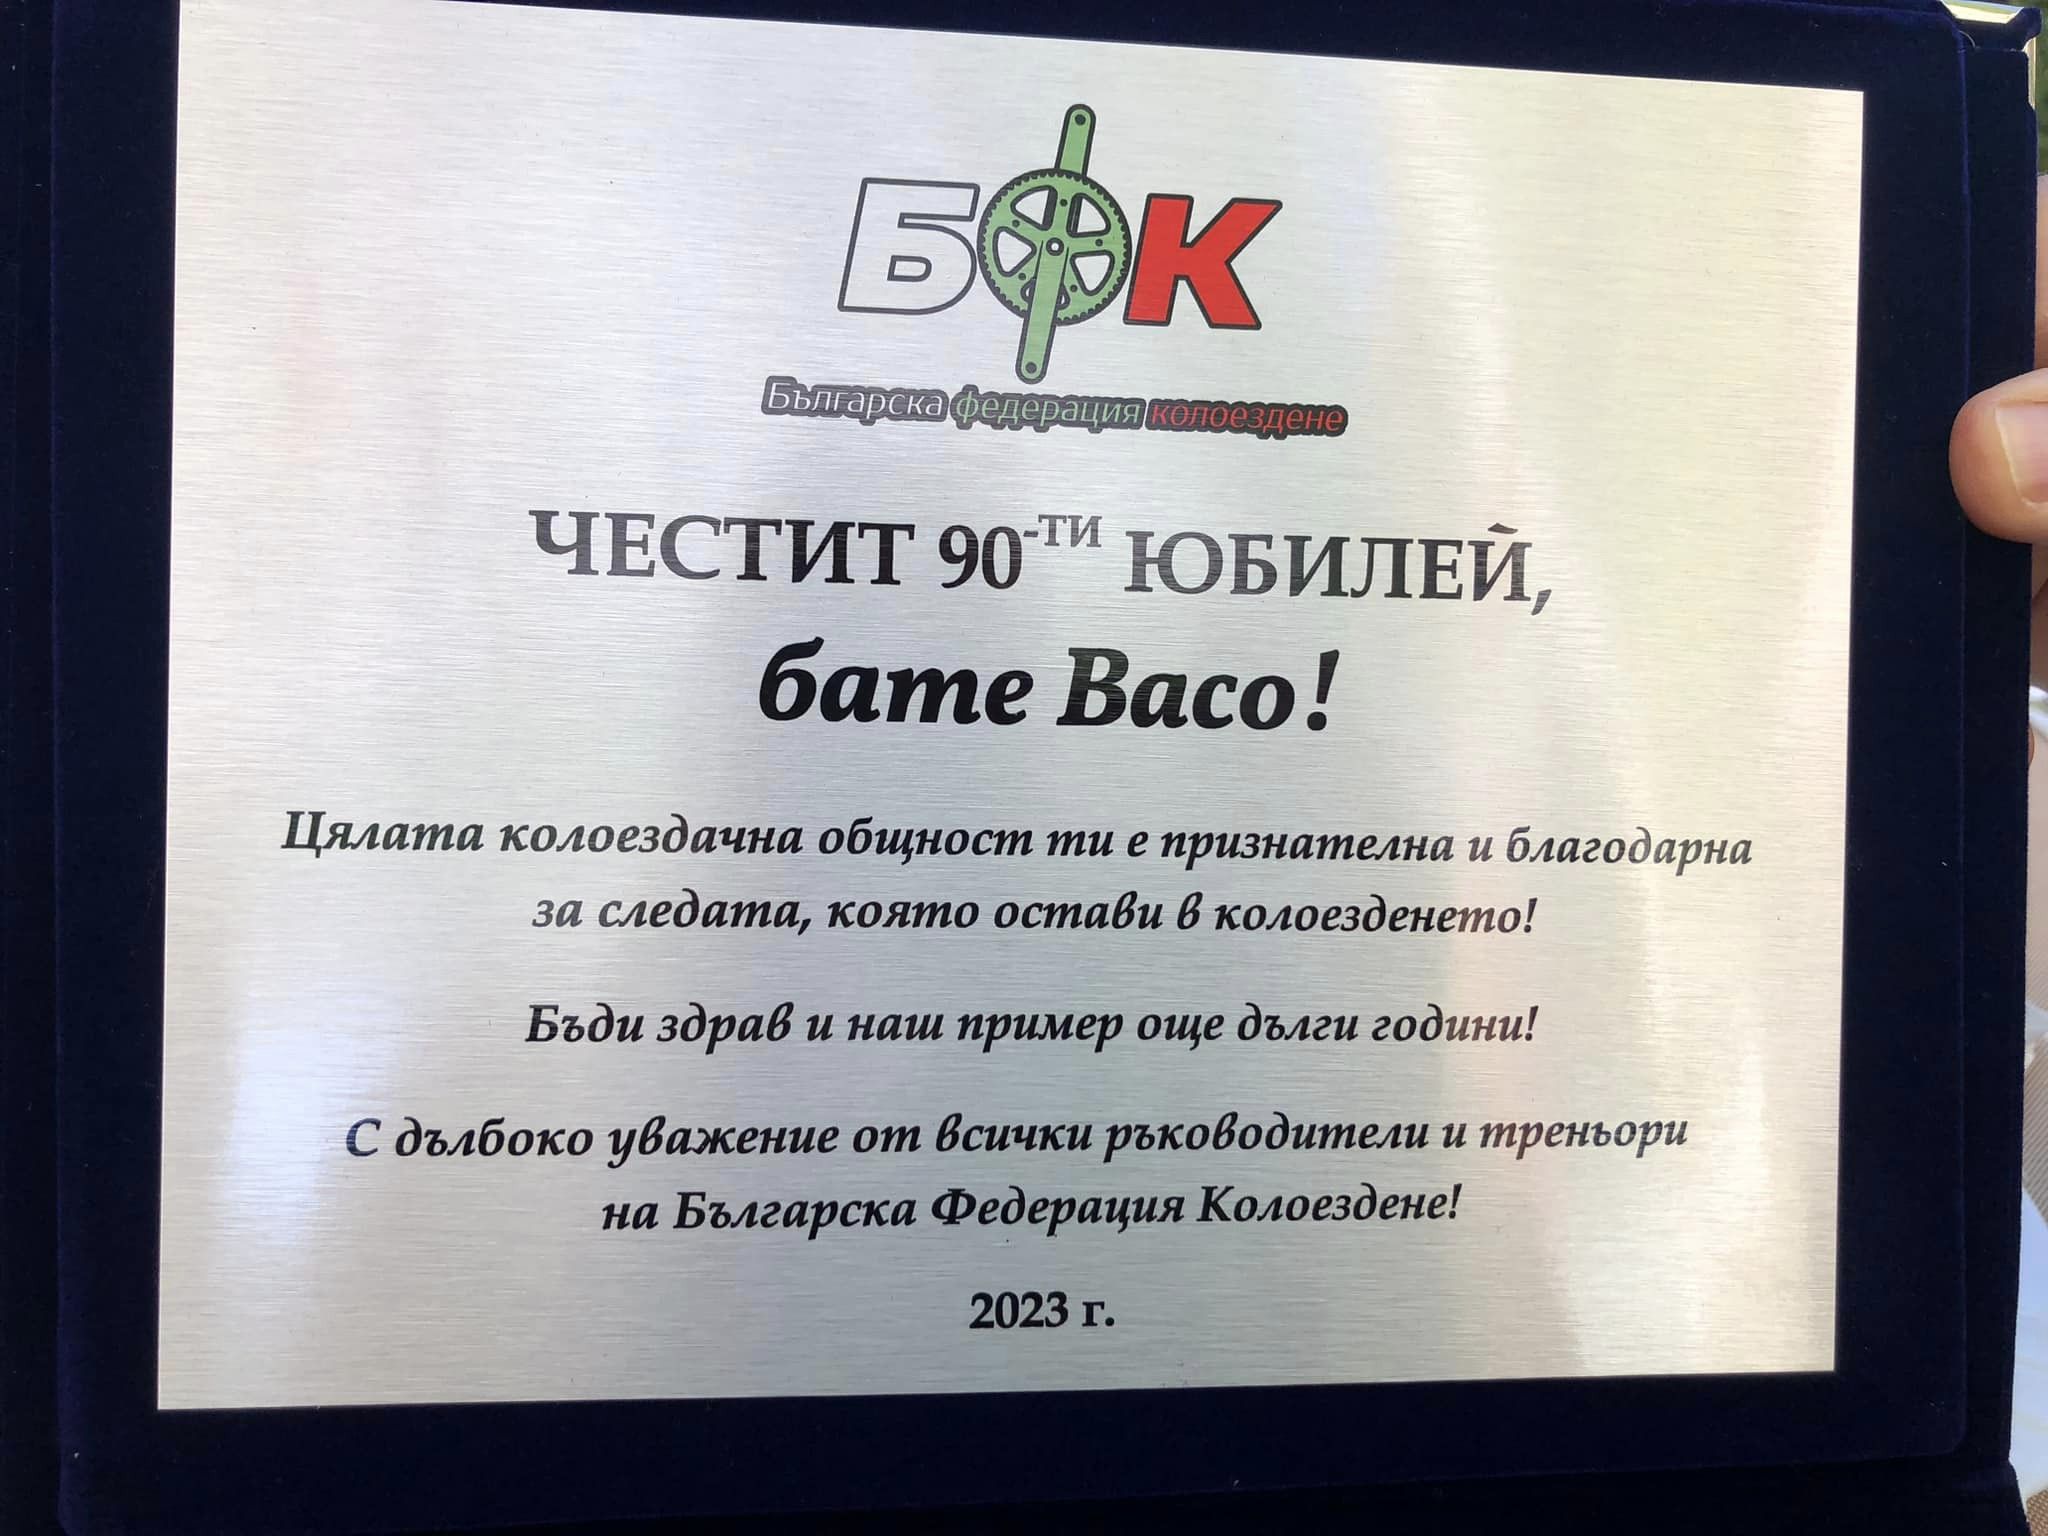 БФК
Българска федерация колоездене
ЧЕСТИТ 90-ТИ ЮБИЛЕЙ,
бате Васо!
Цялата колоездачна общност ти е признателна и благодарна
за следата, която остави в колоезденето!
Бъди здрав и наш пример още дълги години!
С дълбоко уважение от всички ръководители и треньори
на Българска Федерация Колоездене!
2023 г.